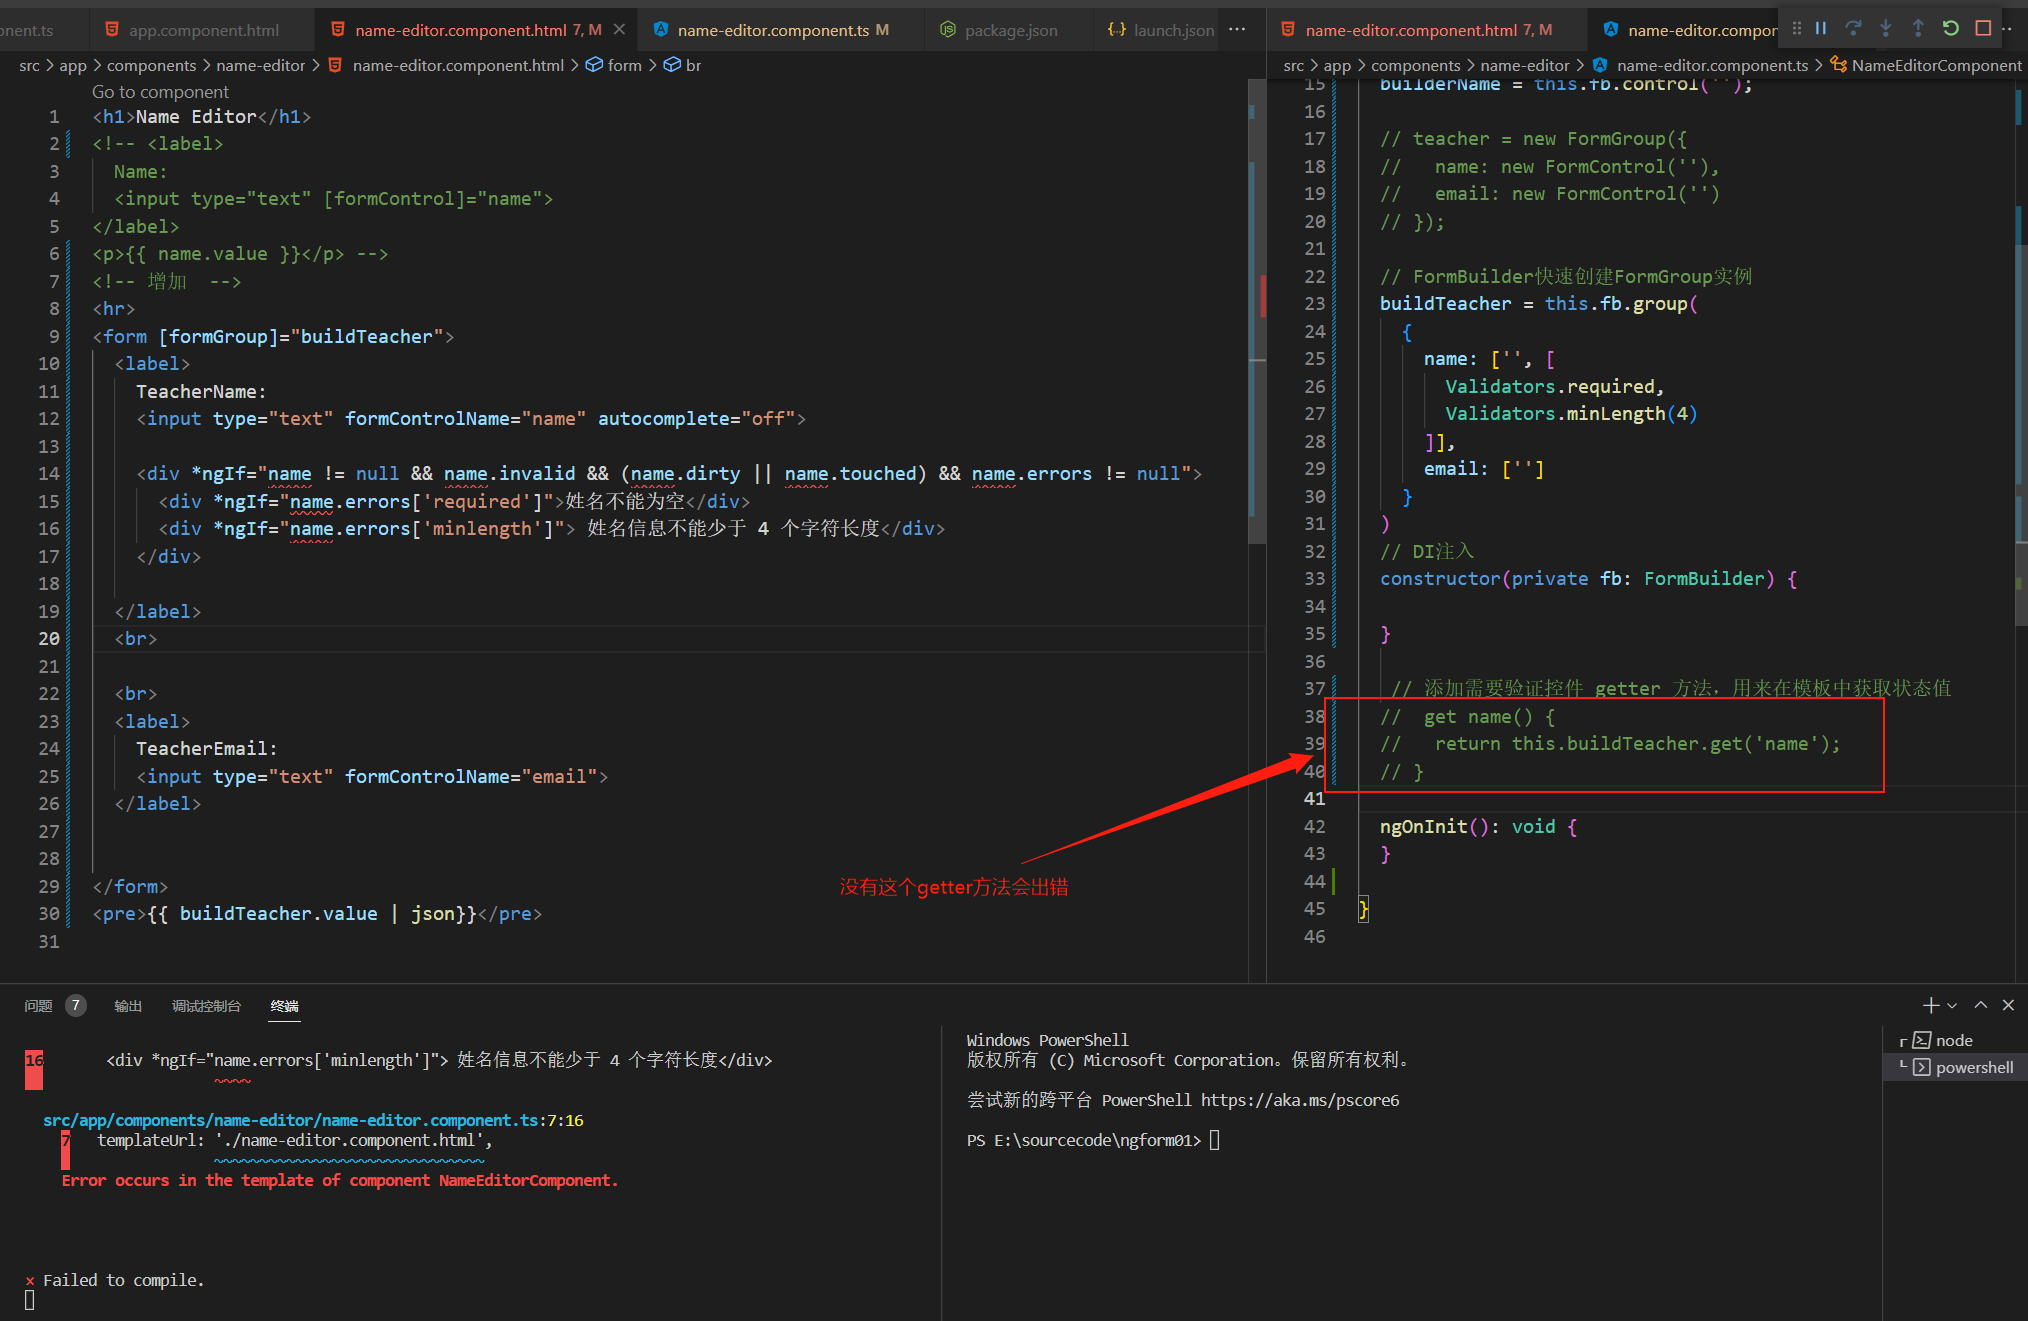 onent.ts
app.component.html
name-editor.component.html 7, M
name-editor.component.ts M
package.json
launch.json
name-editor.component.html 7, M
name-editor.compor
src > app > components > name-editor > name-editor.component.html > form > br
src > app > components > name-editor > name-editor.component.ts > NameEditorComponent
Go to component
1 <h1>Name Editor</h1>
2 <!-- <label>
3 Name:
4 <input type="text" [formControl]="name">
5 </label>
6 <p>{{ name.value }}</p> -->
7 <!-- 增加  -->
8 <hr>
9 <form [formGroup]="buildTeacher">
10 <label>
11 TeacherName:
12 <input type="text" formControlName="name" autocomplete="off">
13
14 <div *ngIf="name != null && name.invalid && (name.dirty || name.touched) && name.errors != null">
15 <div *ngIf="name.errors['required']">姓名不能为空</div>
16 <div *ngIf="name.errors['minlength']"> 姓名信息不能少于 4 个字符长度</div>
17 </div>
18
19 </label>
20 <br>
21
22 <br>
23 <label>
24 TeacherEmail:
25 <input type="text" formControlName="email">
26 </label>
27
28
29 </form>
30 <pre>{{ buildTeacher.value | json}}</pre>
31
15 builderName = this.fb.control('');
16
17 // teacher = new FormGroup({
18 //   name: new FormControl(''),
19 //   email: new FormControl('')
20 // });
21
22 // FormBuilder快速创建FormGroup实例
23 buildTeacher = this.fb.group(
24 {
25 name: ['', [
26 Validators.required,
27 Validators.minLength(4)
28 ]],
29 email: ['']
30 }
31 )
32 // DI注入
33 constructor(private fb: FormBuilder) {
34
35 }
36
37 // 添加需要验证控件 getter 方法，用来在模板中获取状态值
38 //  get name() {
39 //   return this.buildTeacher.get('name');
40 // }
41
42 ngOnInit(): void {
43 }
44
45 }
46
没有这个getter方法会出错
问题 7 输出 调试控制台 终端
16 <div *ngIf="name.errors['minlength']"> 姓名信息不能少于 4 个字符长度</div>
src/app/components/name-editor/name-editor.component.ts:7:16
7 templateUrl: './name-editor.component.html',
Error occurs in the template of component NameEditorComponent.
× Failed to compile.
Windows PowerShell
版权所有 (C) Microsoft Corporation。保留所有权利。
尝试新的跨平台 PowerShell https://aka.ms/pscore6
PS E:\sourcecode\ngform01>
node
powershell